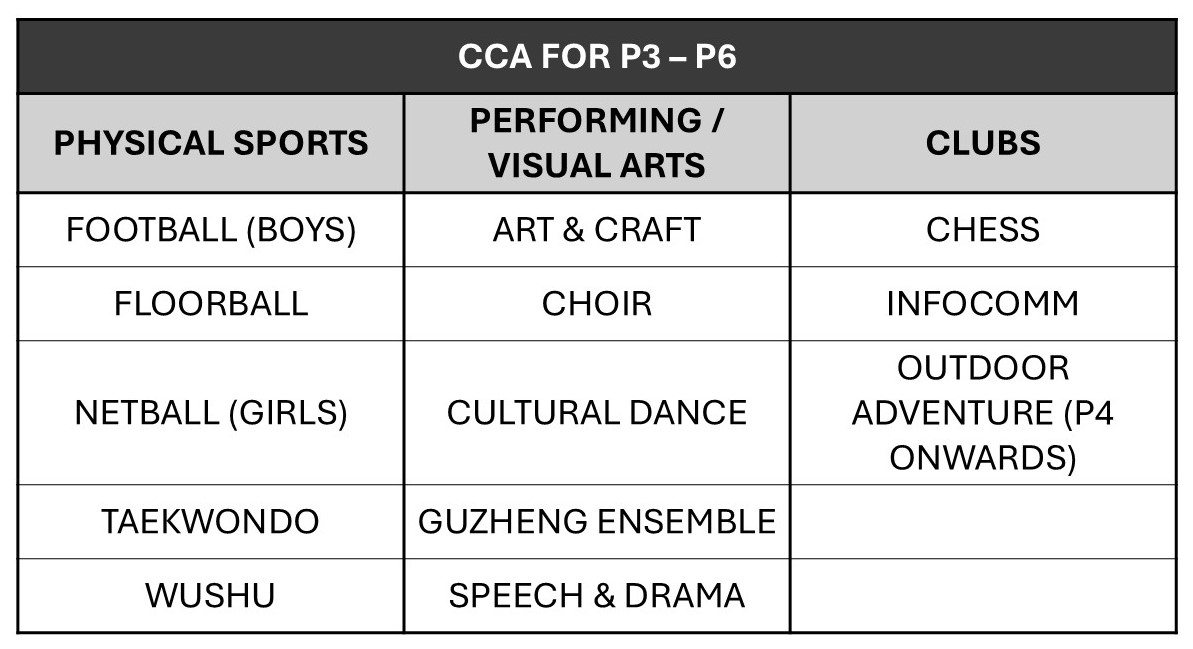 CCA FOR P3 – P6
PHYSICAL SPORTS
PERFORMING /
VISUAL ARTS
CLUBS
FOOTBALL (BOYS)
ART & CRAFT
CHESS
FLOORBALL
CHOIR
INFOCOMM
NETBALL (GIRLS)
CULTURAL DANCE
OUTDOOR
ADVENTURE (P4
ONWARDS)
TAEKWONDO
GUZHENG ENSEMBLE
WUSHU
SPEECH & DRAMA